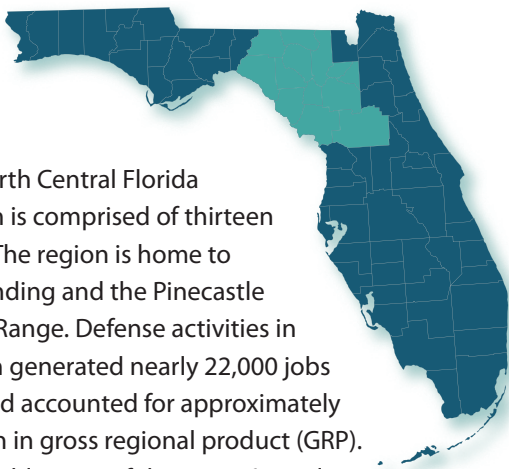 rth Central Florida
is comprised of thirteen
The region is home to
nding and the Pinecastle
Range. Defense activities in
generated nearly 22,000 jobs
d accounted for approximately
in gross regional product (GRP).